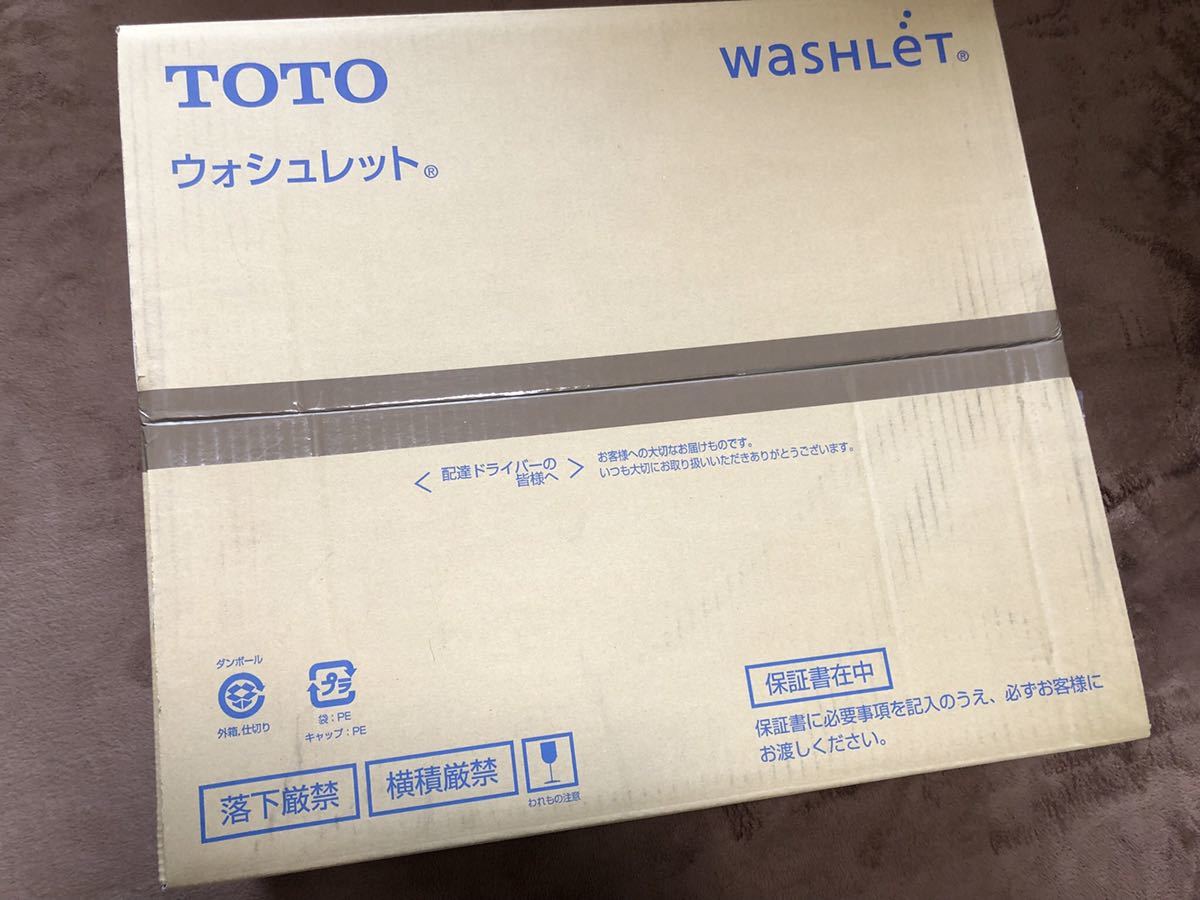 TOTO
WASHLET®
ウォシュレット®
< 配達ドライバーの
皆様へ >
お客様への大切なお届けものです。
いつも大切にお取り扱いいただきありがとうございます。
ダンボール
外箱,仕切り
プラ
袋:PE
キャップ:PE
保証書在中
保証書に必要事項を記入のうえ、必ずお客様に
お渡しください。
落下厳禁
横積厳禁
われもの注意